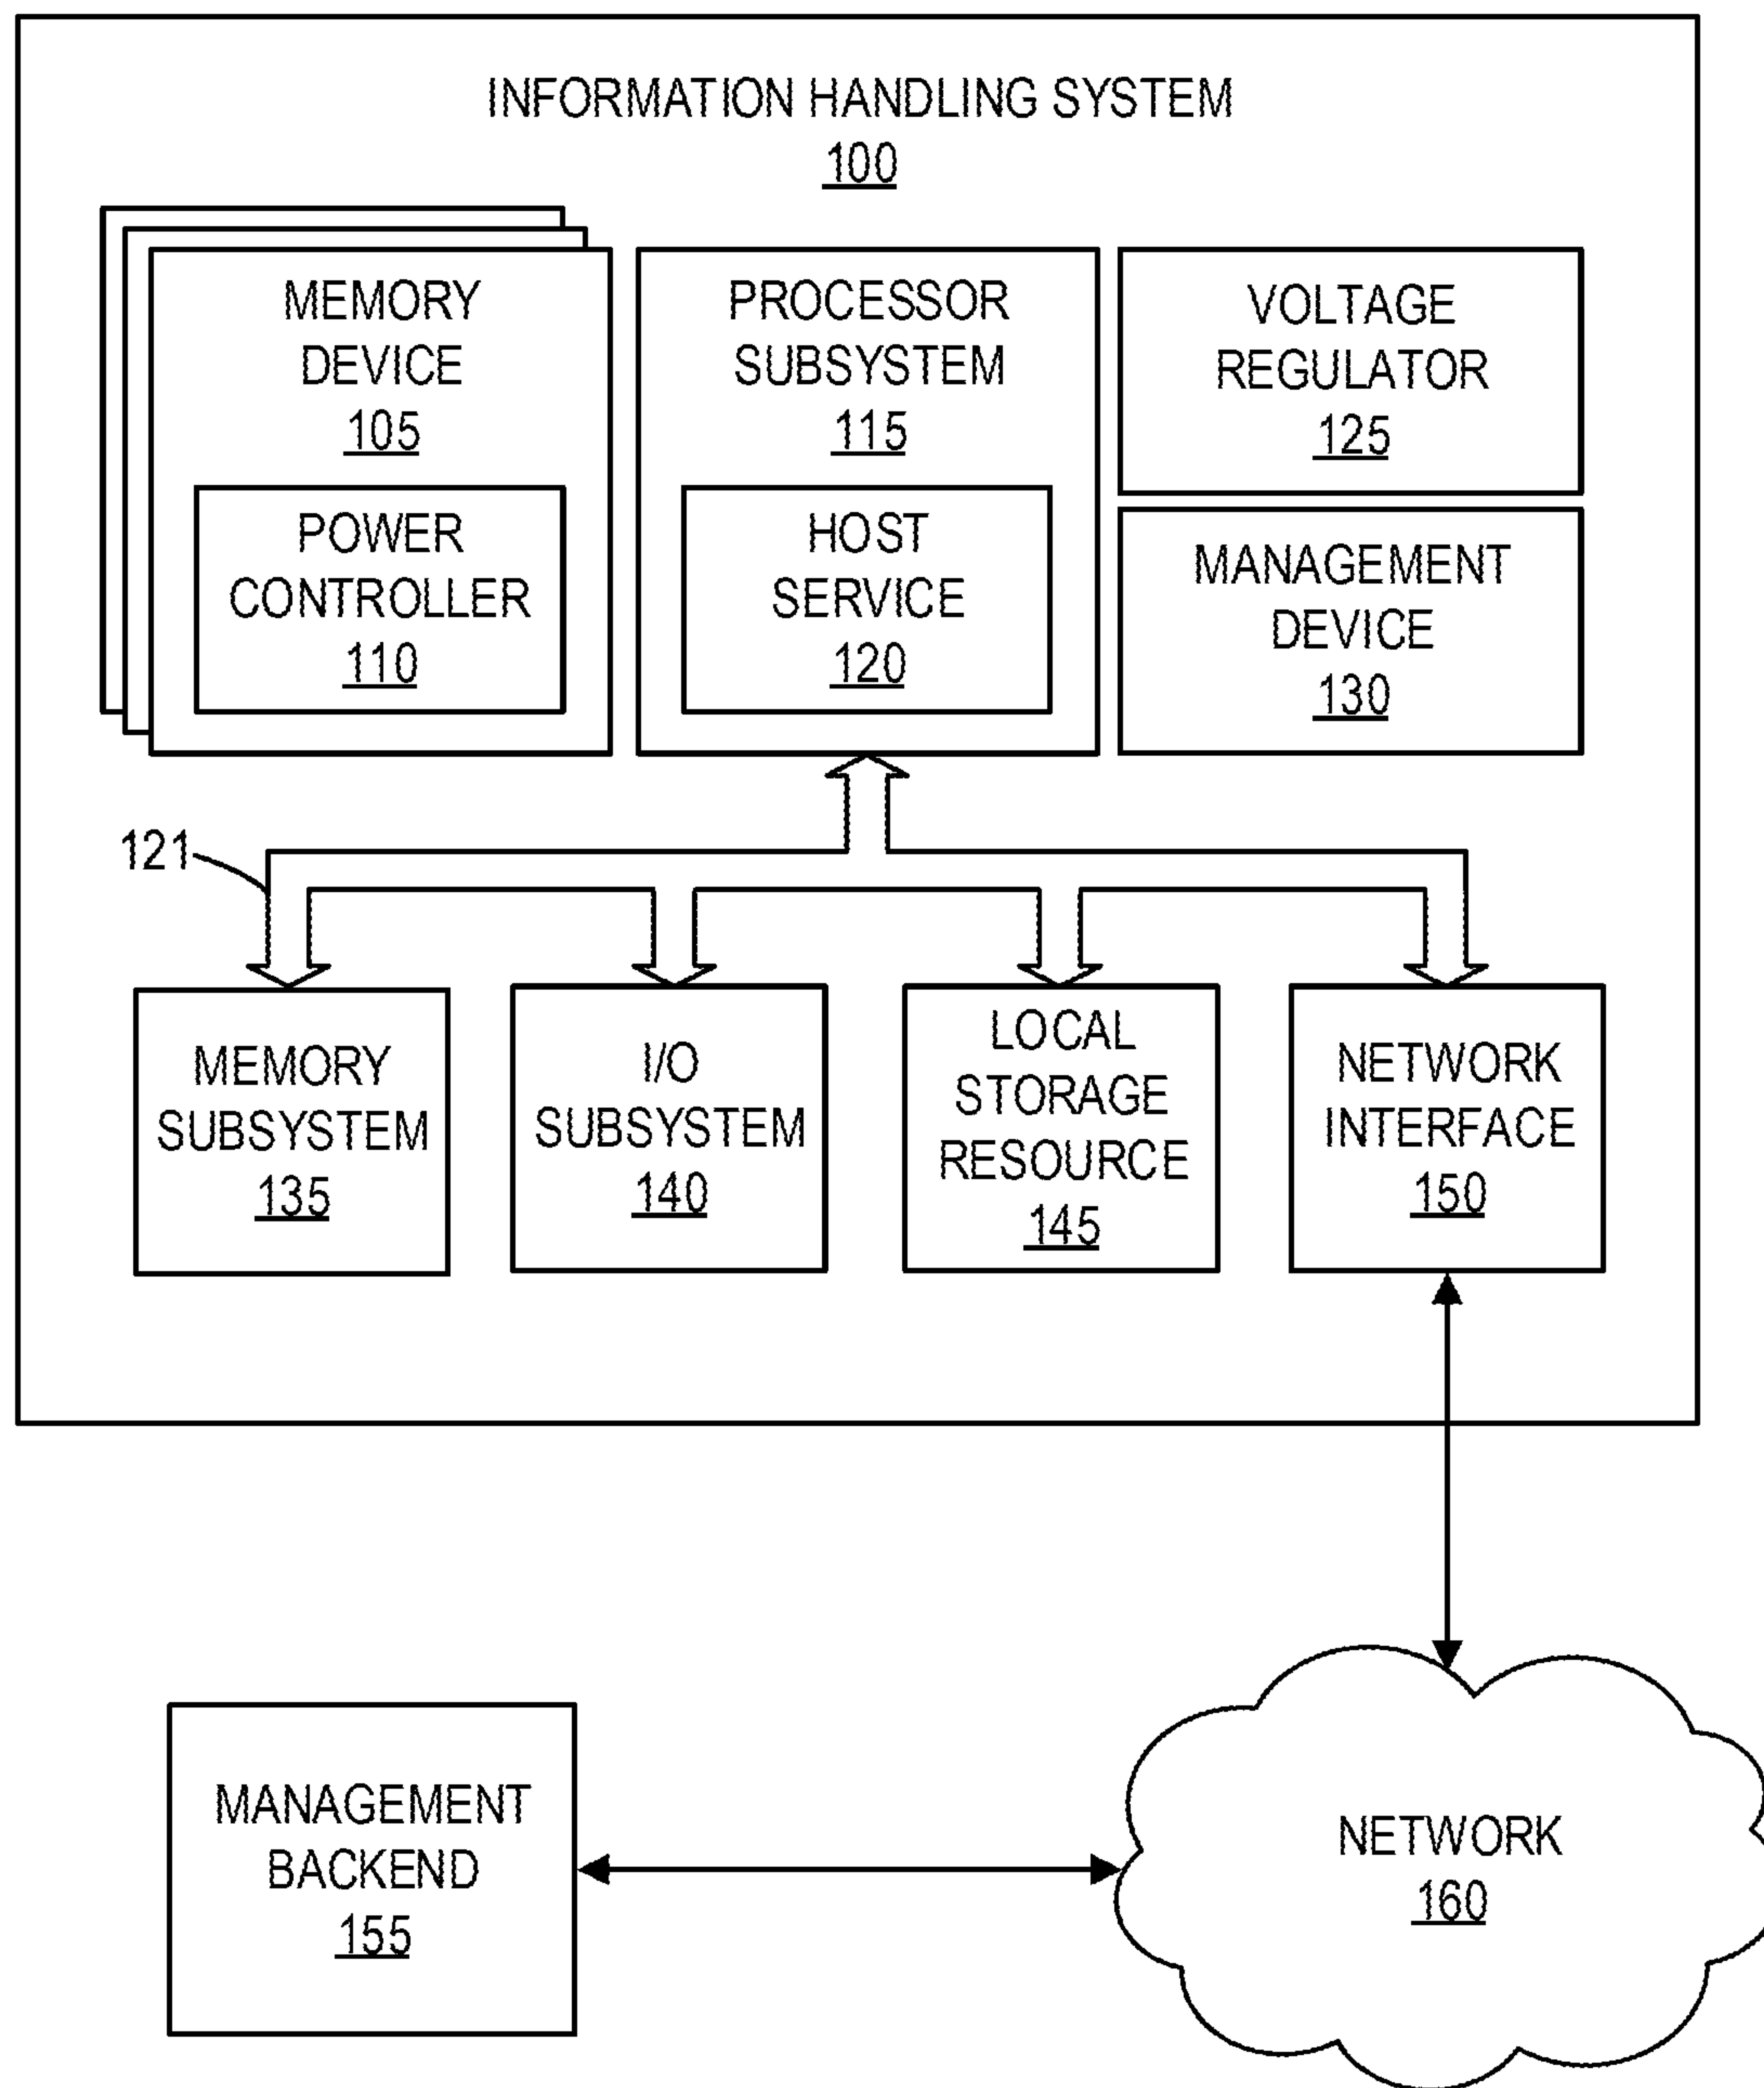 INFORMATION HANDLING SYSTEM
100
MEMORY
DEVICE
105
POWER
CONTROLLER
110
PROCESSOR
SUBSYSTEM
115
HOST
SERVICE
120
VOLTAGE
REGULATOR
125
MANAGEMENT
DEVICE
130
121
MEMORY
SUBSYSTEM
135
I/O
SUBSYSTEM
140
LOCAL
STORAGE
RESOURCE
145
NETWORK
INTERFACE
150
MANAGEMENT
BACKEND
155
NETWORK
160